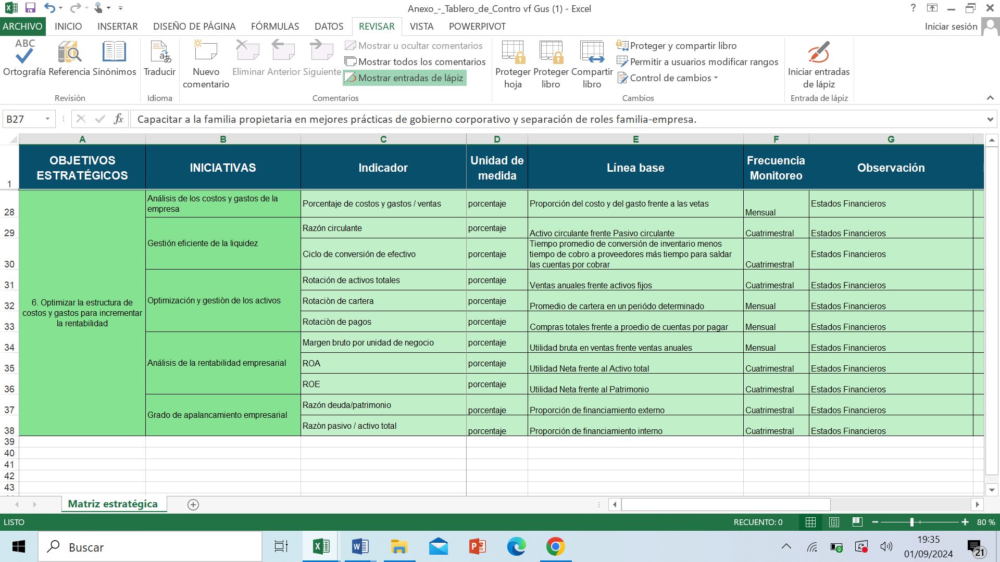 Anexo_-_Tablero_de_Contro vf Gus (1) - Excel
ARCHIVO INICIO INSERTAR DISEÑO DE PÁGINA FÓRMULAS DATOS REVISAR VISTA POWERPIVOT Iniciar sesión
ABC
Ortografía Referencia Sinónimos
Revisión
Traducir
Idioma
Nuevo comentario
Eliminar Anterior Siguiente
Mostrar u ocultar comentarios
Mostrar todos los comentarios
Mostrar entradas de lápiz
Comentarios
Proteger hoja
Proteger libro
Compartir libro
Proteger y compartir libro
Permitir a usuarios modificar rangos
Control de cambios
Cambios
Iniciar entradas de lápiz
Entrada de lápiz
B27 fx Capacitar a la familia propietaria en mejores prácticas de gobierno corporativo y separación de roles familia-empresa.
A B C D E F G
1 OBJETIVOS ESTRATÉGICOS INICIATIVAS Indicador Unidad de medida Línea base Frecuencia Monitoreo Observación
6. Optimizar la estructura de costos y gastos para incrementar la rentabilidad
28 Análisis de los costos y gastos de la empresa Porcentaje de costos y gastos / ventas porcentaje Proporción del costo y del gasto frente a las vetas Mensual Estados Financieros
Gestión eficiente de la liquidez
29 Razón circulante porcentaje Activo circulante frente Pasivo circulante Cuatrimestral Estados Financieros
30 Ciclo de conversión de efectivo porcentaje Tiempo promedio de conversión de inventario menos tiempo de cobro a proveedores más tiempo para saldar las cuentas por cobrar Cuatrimestral Estados Financieros
Optimización y gestiòn de los activos
31 Rotación de activos totales porcentaje Ventas anuales frente activos fijos Cuatrimestral Estados Financieros
32 Rotaciòn de cartera porcentaje Promedio de cartera en un periódo determinado Mensual Estados Financieros
33 Rotaciòn de pagos porcentaje Compras totales frente a proedio de cuentas por pagar Mensual Estados Financieros
Análisis de la rentabilidad empresarial
34 Margen bruto por unidad de negocio porcentaje Utilidad bruta en ventas frente ventas anuales Mensual Estados Financieros
35 ROA porcentaje Utilidad Neta frente al Activo total Cuatrimestral Estados Financieros
36 ROE porcentaje Utilidad Neta frente al Patrimonio Cuatrimestral Estados Financieros
Grado de apalancamiento empresarial
37 Razón deuda/patrimonio porcentaje Proporción de financiamiento externo Cuatrimestral Estados Financieros
38 Razòn pasivo / activo total porcentaje Proporción de financiamiento interno Cuatrimestral Estados Financieros
39
40
41
42
43
Matriz estratégica
LISTO RECUENTO: 0 80 %
Buscar
19:35
01/09/2024
21